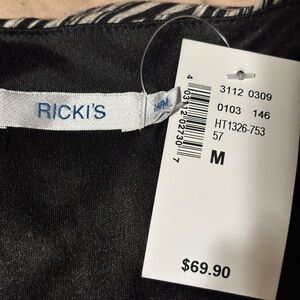 RICKI'S
M/M
3112 0309
0103 146
HT1326-753
57
M
$69.90